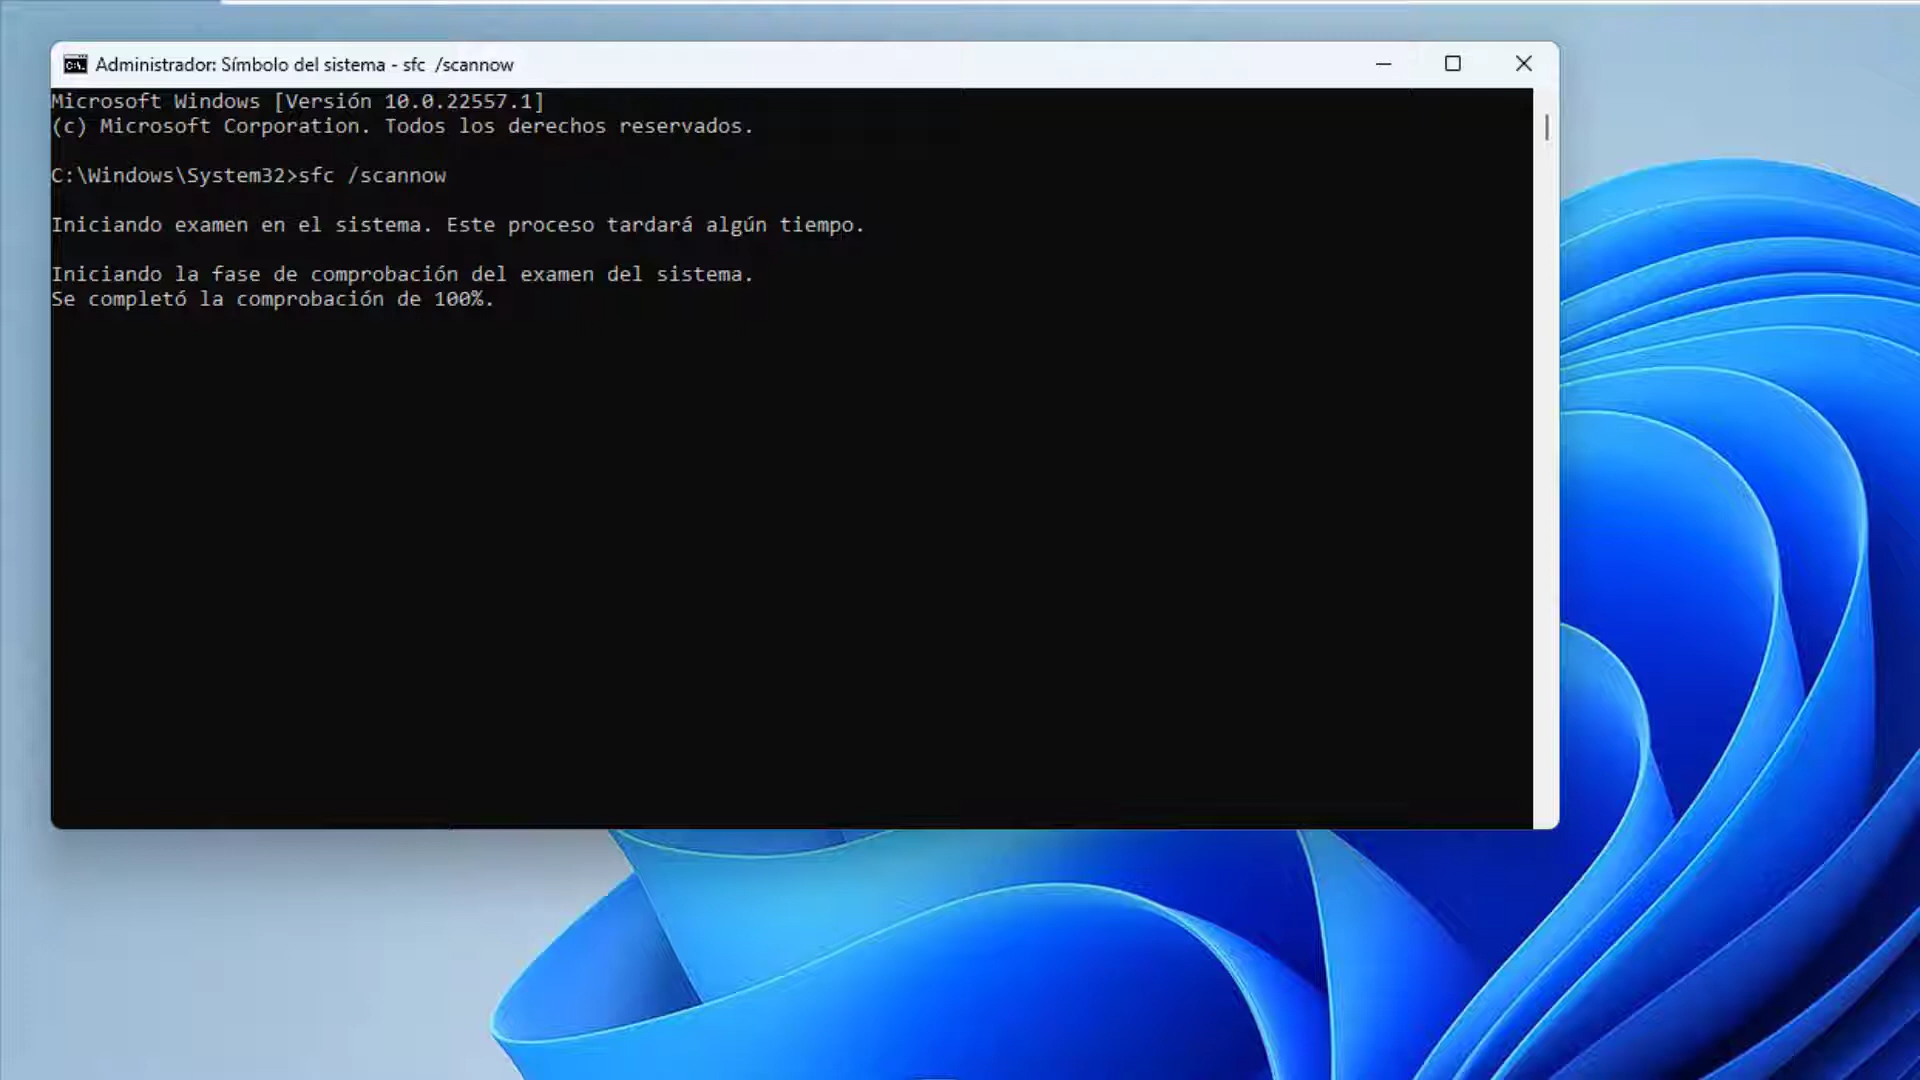 Administrador: Símbolo del sistema - sfc /scannow
Microsoft Windows [Versión 10.0.22557.1]
(c) Microsoft Corporation. Todos los derechos reservados.
C:\Windows\System32>sfc /scannow
Iniciando examen en el sistema. Este proceso tardará algún tiempo.
Iniciando la fase de comprobación del examen del sistema.
Se completó la comprobación de 100%.